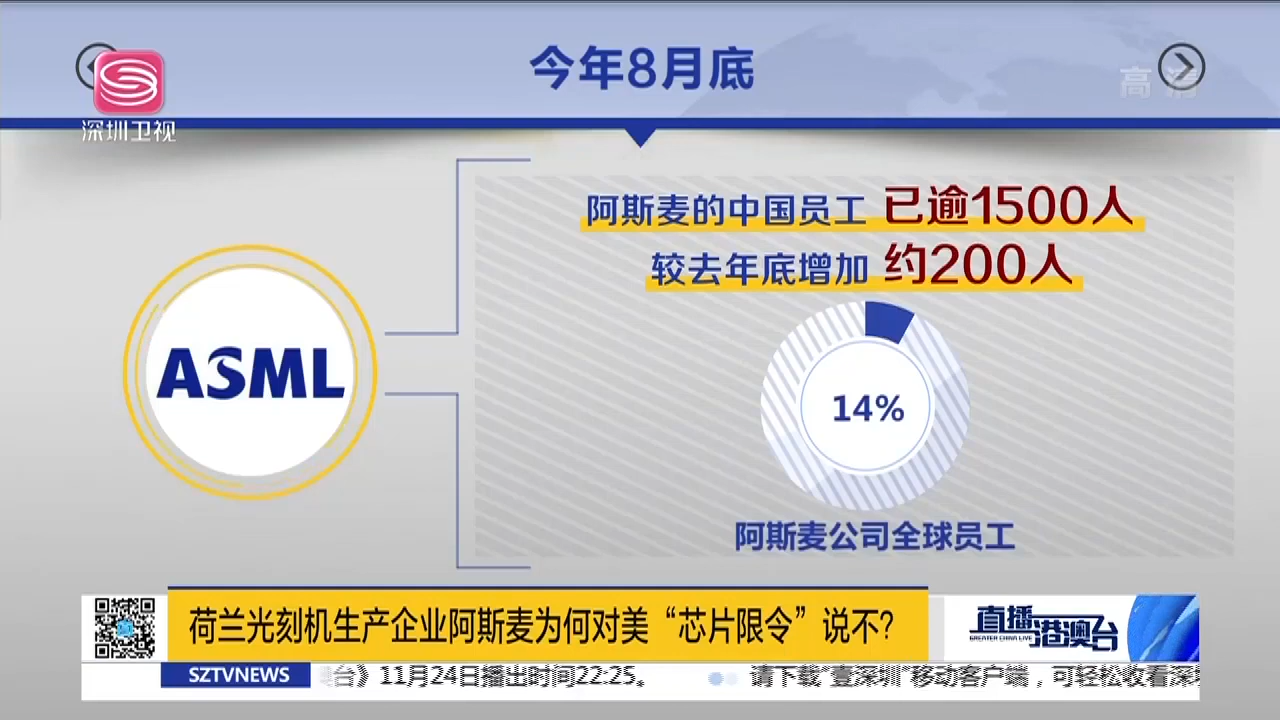 今年8月底
高清
深圳卫视
阿斯麦的中国员工 已逾1500人
较去年底增加 约200人
ASML
14%
阿斯麦公司全球员工
荷兰光刻机生产企业阿斯麦为何对美“芯片限令”说不?
直播港澳台
GREATER CHINA LIVE
SZTVNEWS
台》11月24日播出时间22:25。 请下载“壹深圳”移动客户端，可轻松收看深圳